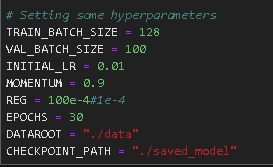 # Setting some hyperparameters
TRAIN_BATCH_SIZE = 128
VAL_BATCH_SIZE = 100
INITIAL_LR = 0.01
MOMENTUM = 0.9
REG = 100e-4#1e-4
EPOCHS = 30
DATAROOT = "./data"
CHECKPOINT_PATH = "./saved_model"